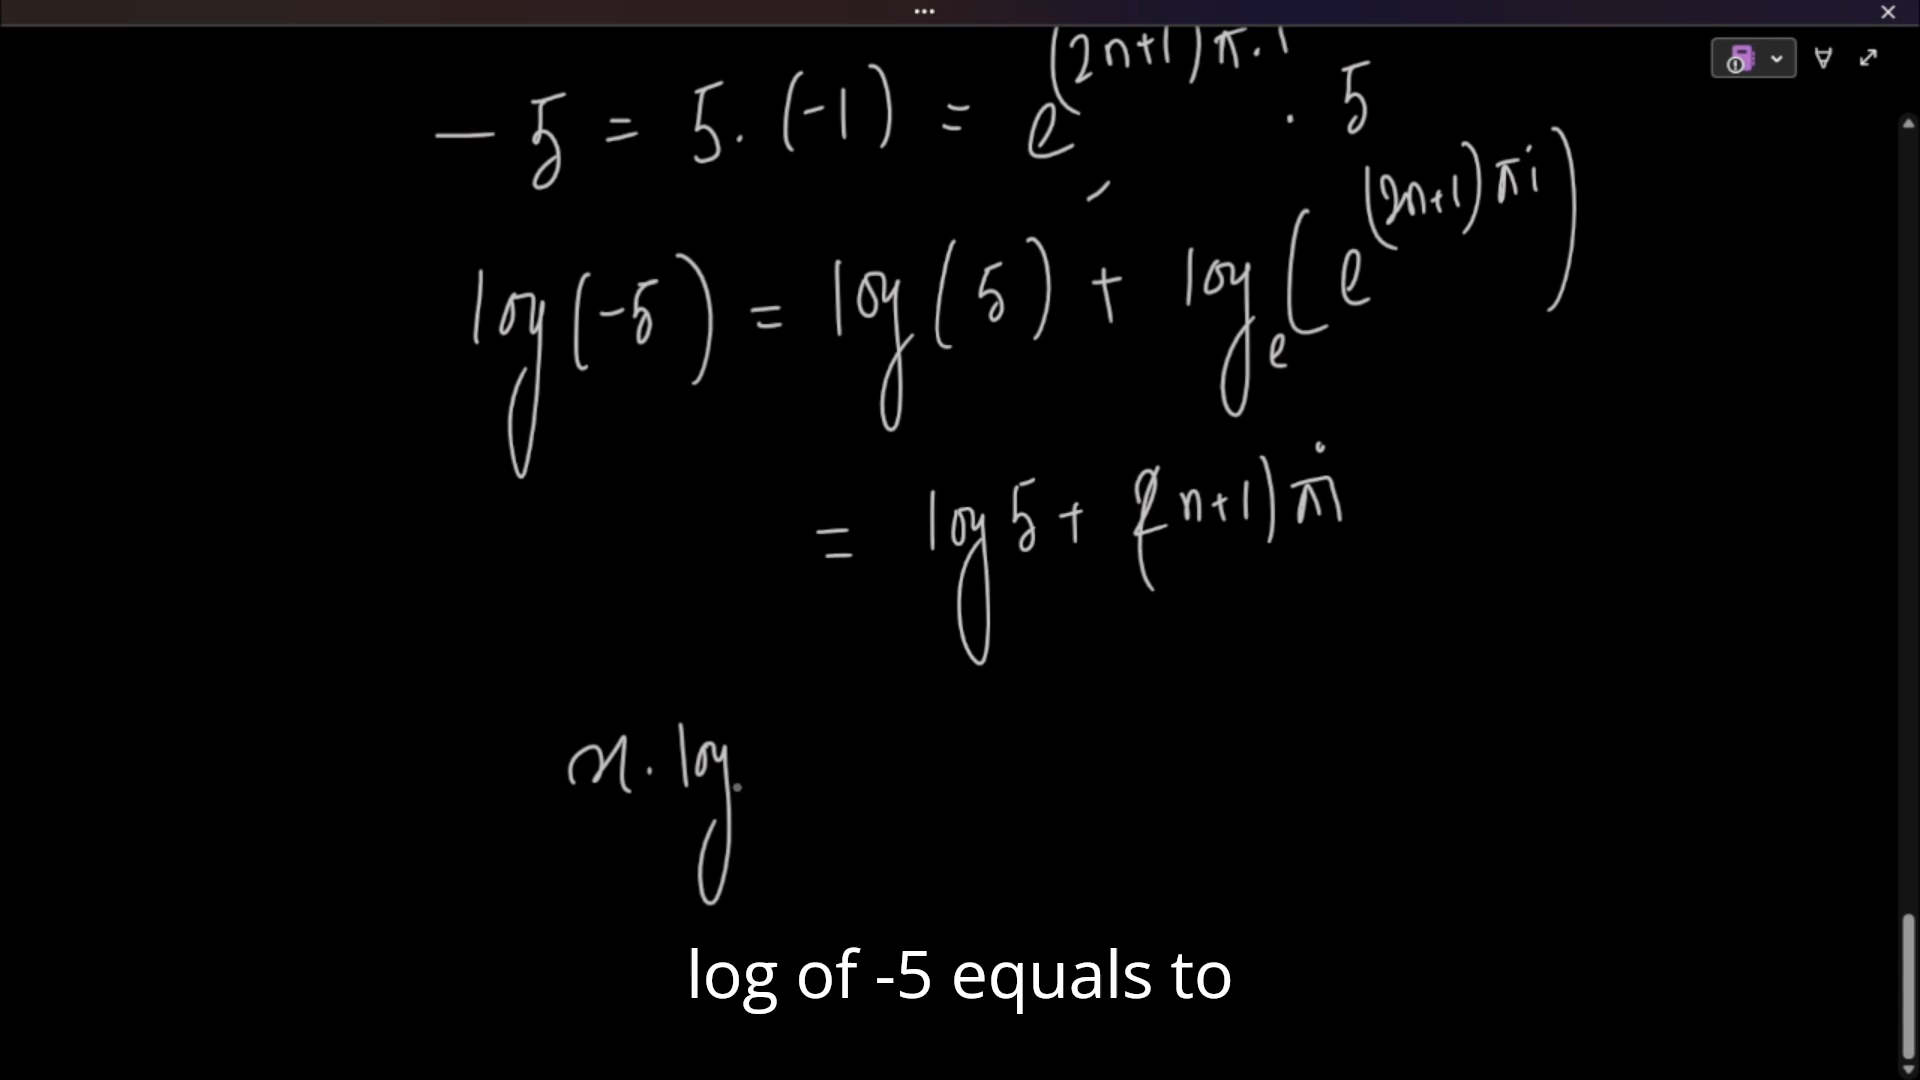 (2n+1)π.i
- 5 = 5. (-1) = e . 5
log(-5) = log(5) + log_e(e^(2n+1)πi)
= log 5 + (2n+1)πi
x. log
log of -5 equals to